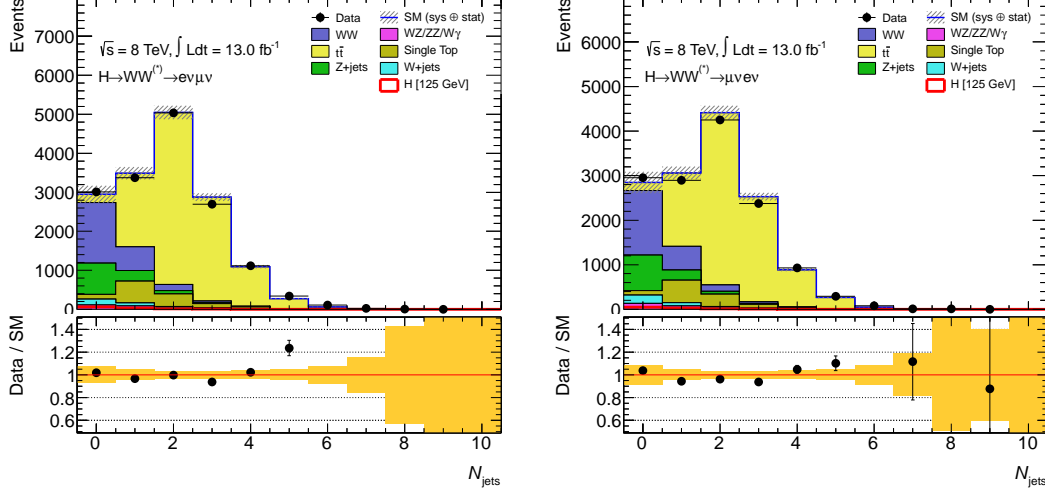 Events
7000
6000
5000
4000
3000
2000
1000
0
√s = 8 TeV, ∫ Ldt = 13.0 fb⁻¹
H→WW⁽*⁾→eνμν
Data
SM (sys ⊕ stat)
WW
WZ/ZZ/Wγ
tt̅
Single Top
Z+jets
W+jets
H [125 GeV]
Data / SM
1.4
1.2
1
0.8
0.6
0 2 4 6 8 10
N_jets
Events
6000
5000
4000
3000
2000
1000
0
√s = 8 TeV, ∫ Ldt = 13.0 fb⁻¹
H→WW⁽*⁾→μνeν
Data
SM (sys ⊕ stat)
WW
WZ/ZZ/Wγ
tt̅
Single Top
Z+jets
W+jets
H [125 GeV]
Data / SM
1.4
1.2
1
0.8
0.6
0 2 4 6 8 10
N_jets